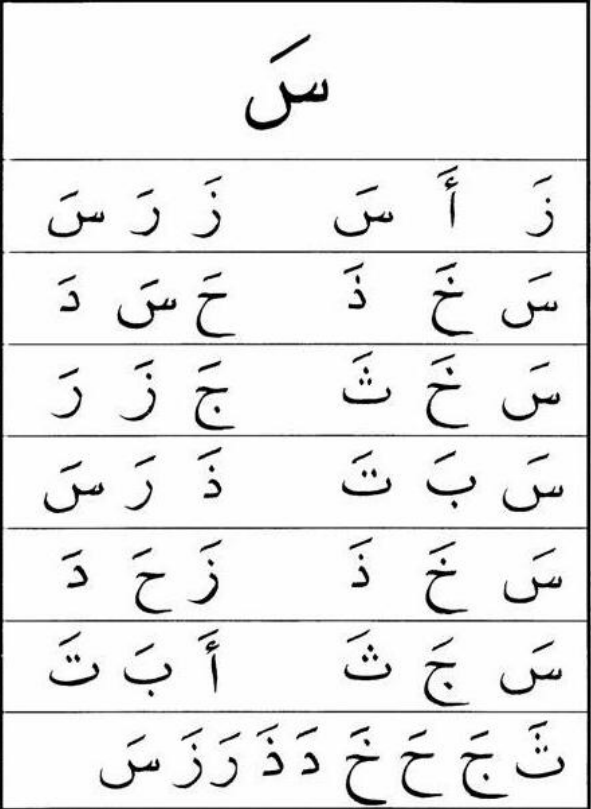 سَ
زَ أَ سَ زَ رَ سَ
سَ خَ ذَ حَ سَ دَ
سَ خَ ثَ جَ زَ رَ
سَ بَ تَ ذَ رَ سَ
سَ خَ ذَ زَ حَ دَ
سَ جَ ثَ أَ بَ تَ
ثَ جَ حَ خَ دَ ذَ رَ زَ سَ